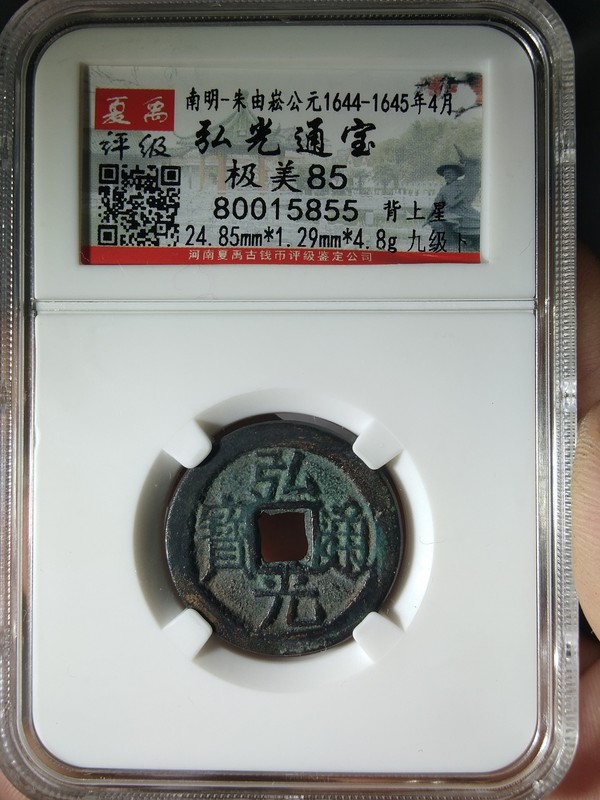 夏禹
评级
南明-朱由崧公元1644-1645年4月
弘光通宝
极美85
80015855 背上星
24.85mm*1.29mm*4.8g 九级下
河南夏禹古钱币评级鉴定公司
弘光通寶